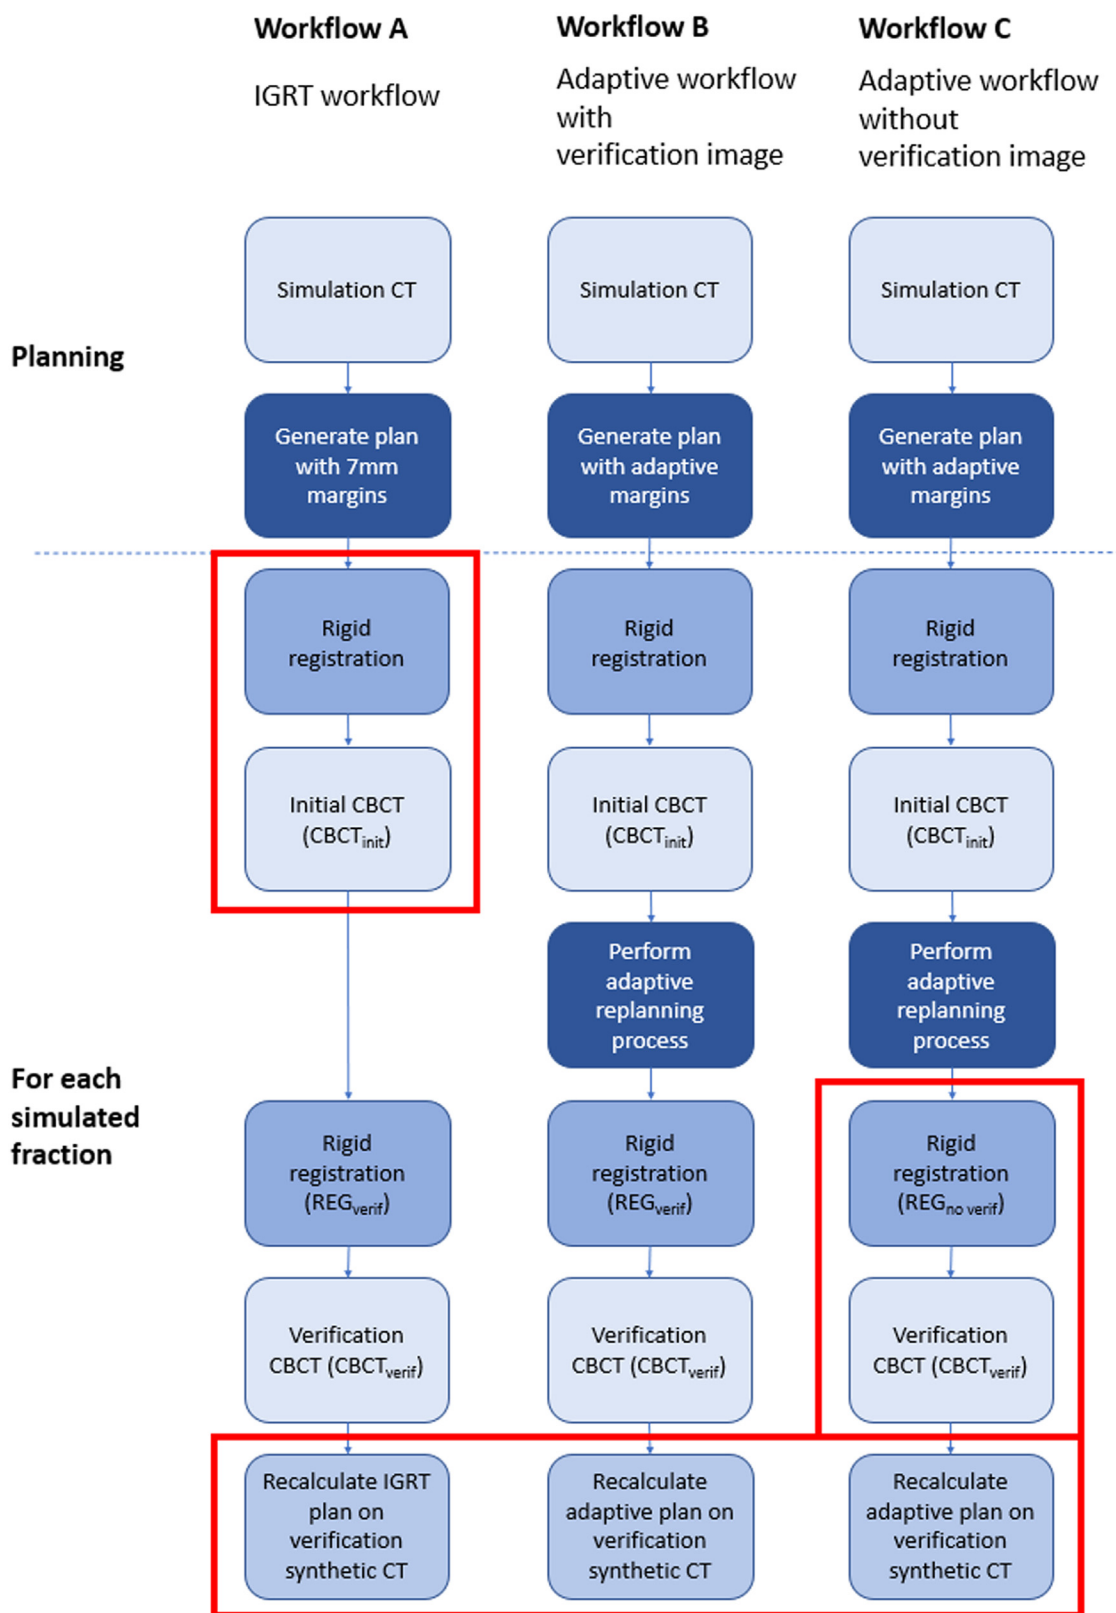 Workflow A
IGRT workflow
Workflow B
Adaptive workflow
with
verification image
Workflow C
Adaptive workflow
without
verification image
Planning
Simulation CT
Simulation CT
Simulation CT
Generate plan
with 7mm
margins
Generate plan
with adaptive
margins
Generate plan
with adaptive
margins
For each
simulated
fraction
Rigid
registration
Rigid
registration
Rigid
registration
Initial CBCT
(CBCTinit)
Initial CBCT
(CBCTinit)
Initial CBCT
(CBCTinit)
Perform
adaptive
replanning
process
Perform
adaptive
replanning
process
Rigid
registration
(REGverif)
Rigid
registration
(REGverif)
Rigid
registration
(REGno verif)
Verification
CBCT (CBCTverif)
Verification
CBCT (CBCTverif)
Verification
CBCT (CBCTverif)
Recalculate IGRT
plan on
verification
synthetic CT
Recalculate
adaptive plan on
verification
synthetic CT
Recalculate
adaptive plan on
verification
synthetic CT